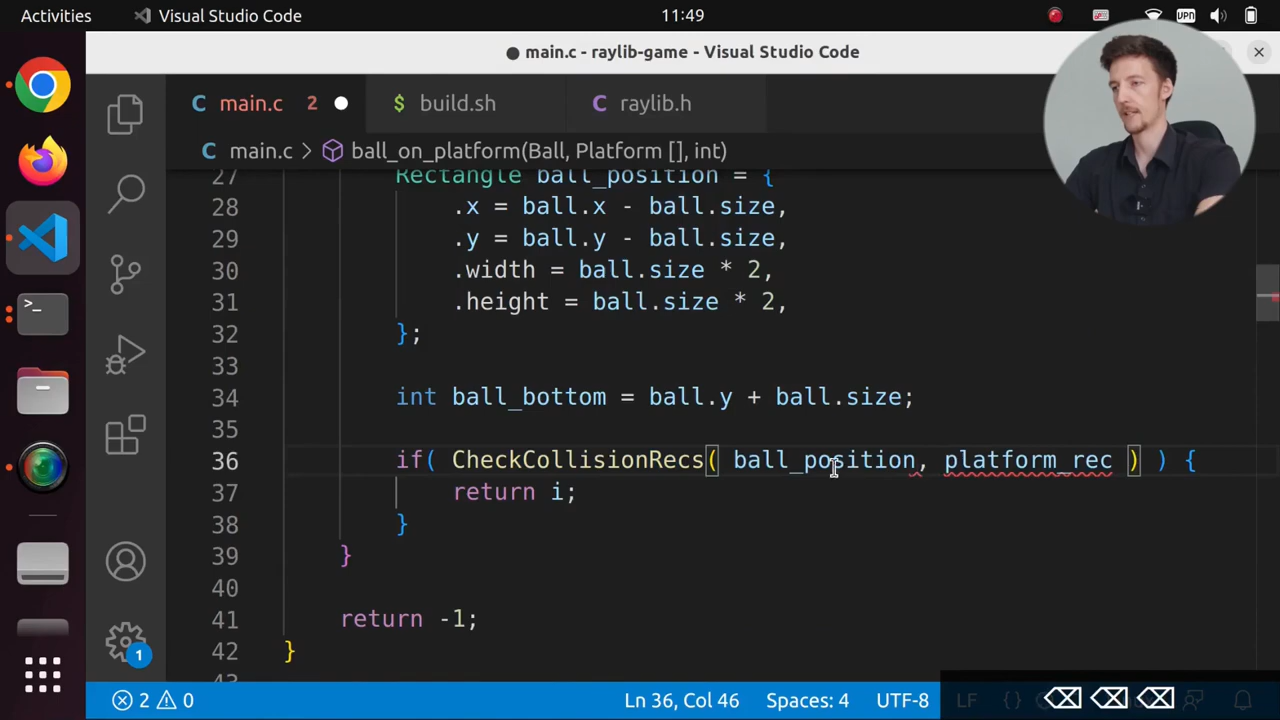 Activities Visual Studio Code 11:49 VPN
main.c - raylib-game - Visual Studio Code
C main.c 2 $ build.sh C raylib.h
C main.c > ball_on_platform(Ball, Platform [], int)
27 Rectangle ball_position = {
28 .x = ball.x - ball.size,
29 .y = ball.y - ball.size,
30 .width = ball.size * 2,
31 .height = ball.size * 2,
32 };
33
34 int ball_bottom = ball.y + ball.size;
35
36 if( CheckCollisionRecs( ball_position, platform_rec ) ) {
37 return i;
38 }
39 }
40
41 return -1;
42 }
1
2 0 Ln 36, Col 46 Spaces: 4 UTF-8 LF {}